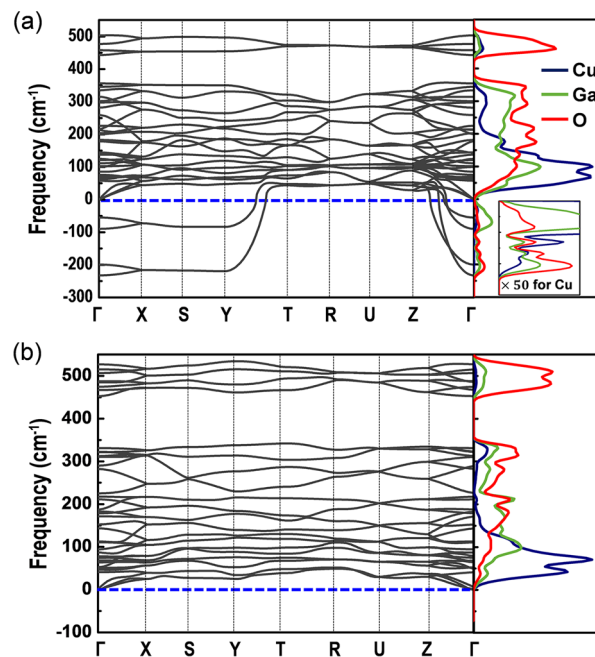 (a)
500
400
300
200
100
0
-100
-200
-300
Frequency (cm⁻¹)
Γ X S Y T R U Z Γ
Cu
Ga
O
× 50 for Cu
(b)
500
400
300
200
100
0
-100
Frequency (cm⁻¹)
Γ X S Y T R U Z Γ